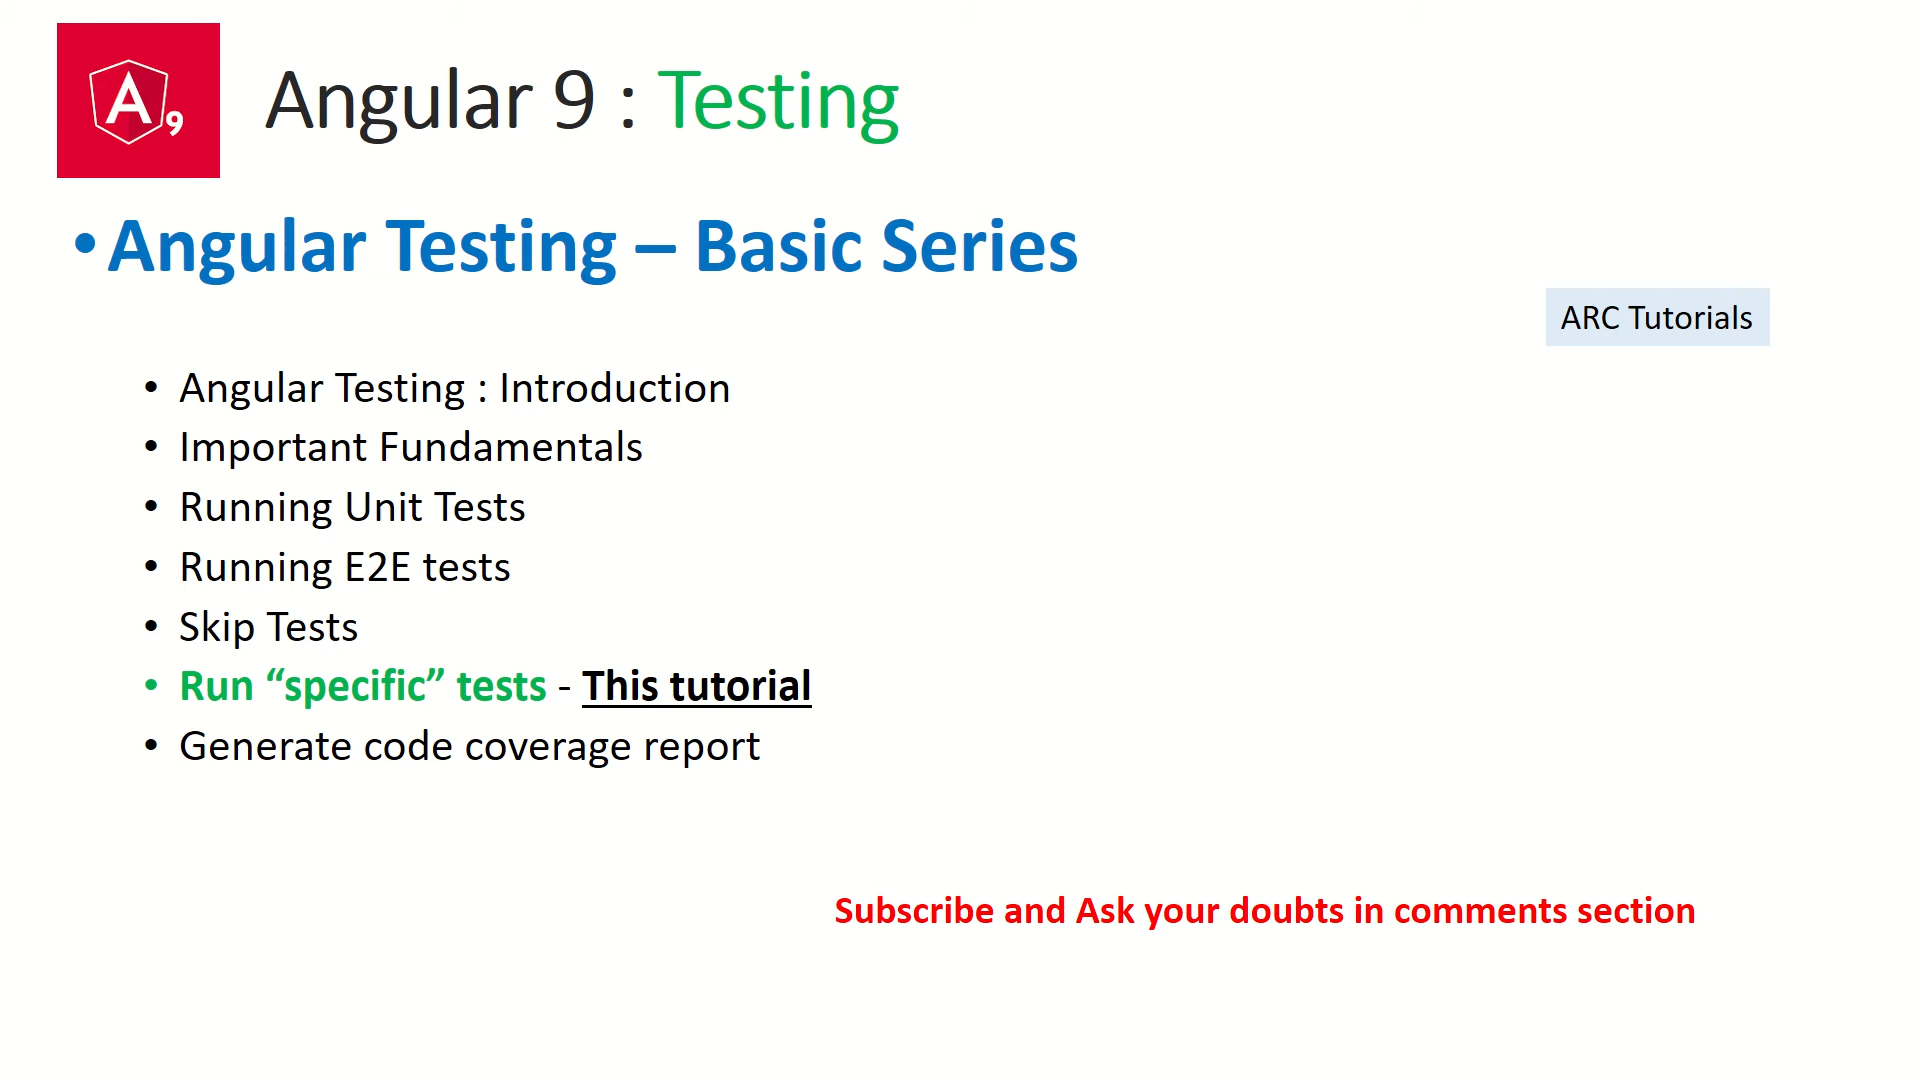 A9
Angular 9 : Testing
•Angular Testing – Basic Series
ARC Tutorials
• Angular Testing : Introduction
• Important Fundamentals
• Running Unit Tests
• Running E2E tests
• Skip Tests
• Run “specific” tests - This tutorial
• Generate code coverage report
Subscribe and Ask your doubts in comments section